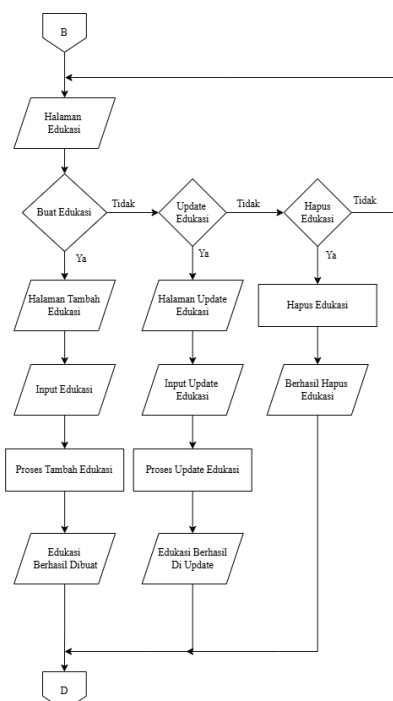 B
Halaman
Edukasi
Buat Edukasi
Tidak
Update
Edukasi
Tidak
Hapus
Edukasi
Tidak
Ya
Ya
Ya
Halaman Tambah
Edukasi
Halaman Update
Edukasi
Hapus Edukasi
Input Edukasi
Input Update
Edukasi
Berhasil Hapus
Edukasi
Proses Tambah Edukasi
Proses Update Edukasi
Edukasi
Berhasil Dibuat
Edukasi Berhasil
Di Update
D